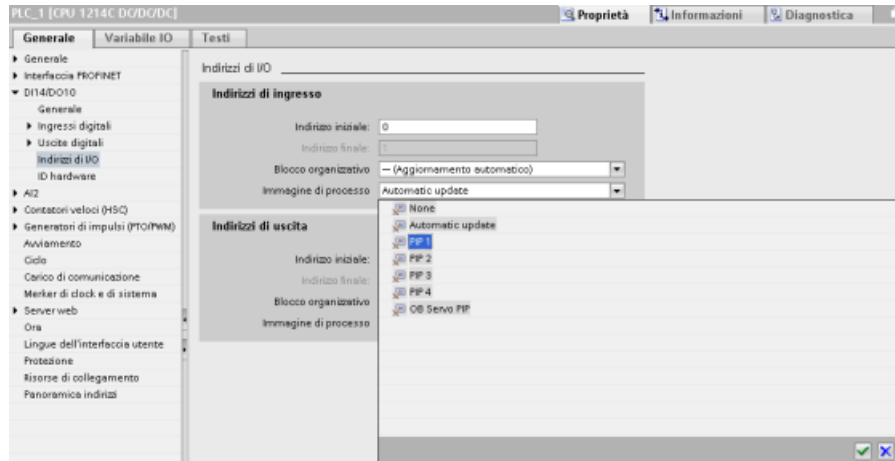 PLC_1 [CPU 1214C DC/DC/DC]
Proprietà
Informazioni
Diagnostica
Generale
Variabile IO
Testi
Generale
Interfaccia PROFINET
DI14/DO10
Generale
Ingressi digitali
Uscite digitali
Indirizzi di I/O
ID hardware
AI2
Contatori veloci (HSC)
Generatori di impulsi (PTO/PWM)
Avviamento
Ciclo
Carico di comunicazione
Merker di clock e di sistema
Server web
Ora
Lingue dell'interfaccia utente
Protezione
Risorse di collegamento
Panoramica indirizzi
Indirizzi di I/O
Indirizzi di ingresso
Indirizzo iniziale: 0
Indirizzo finale: 1
Blocco organizzativo — (Aggiornamento automatico)
Immagine di processo Automatic update
None
Automatic update
PIP 1
PIP 2
PIP 3
PIP 4
OB Servo PIP
Indirizzi di uscita
Indirizzo iniziale:
Indirizzo finale:
Blocco organizzativo
Immagine di processo